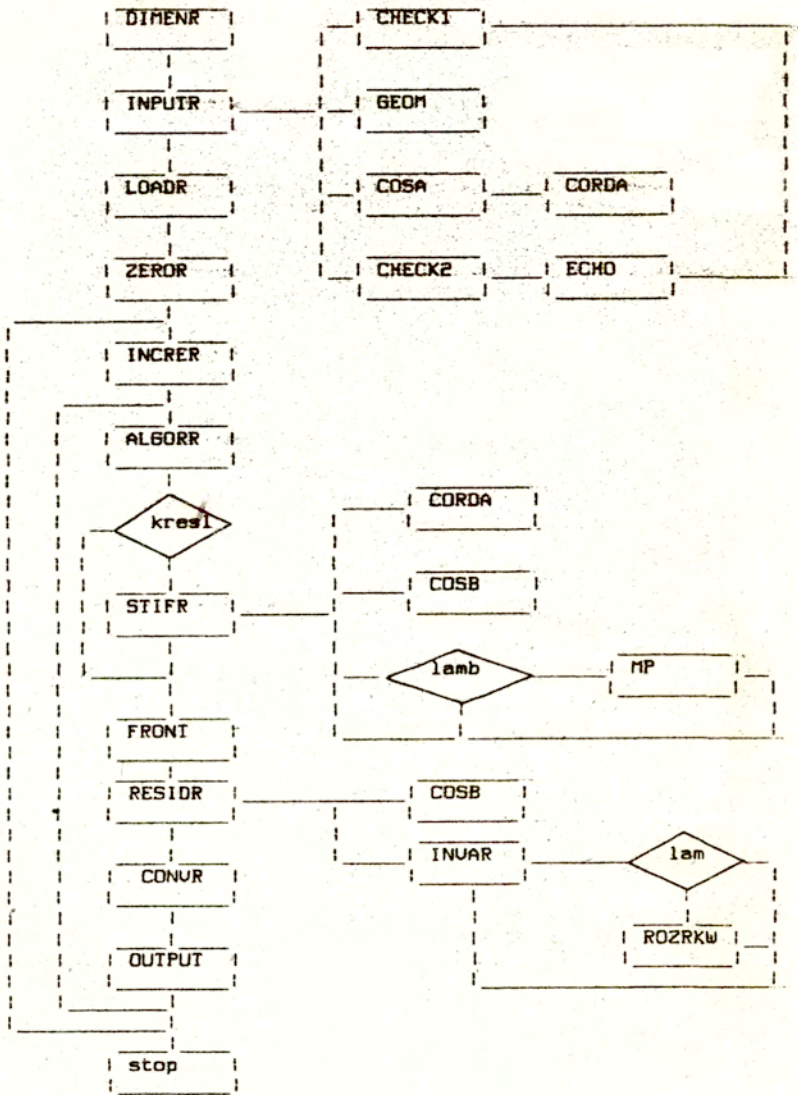 DIMENR
CHECK1
INPUTR
GEOM
LOADR
COSA
CORDA
ZEROR
CHECK2
ECHO
INCRER
ALGORR
kresl
CORDA
STIFR
COSB
lamb
MP
FRONT
RESIDR
COSB
INVAR
lam
CONVR
ROZRKW
OUTPUT
stop